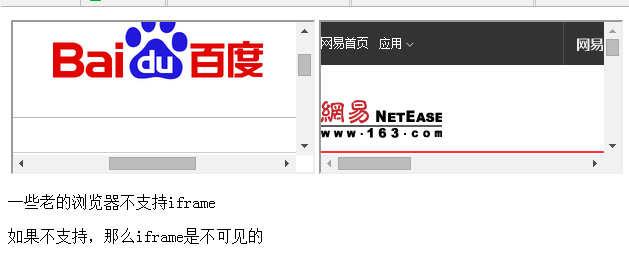 Bai du 百度
网易首页 应用 网易
網易 NETEASE
www.163.com
一些老的浏览器不支持iframe
如果不支持，那么iframe是不可见的